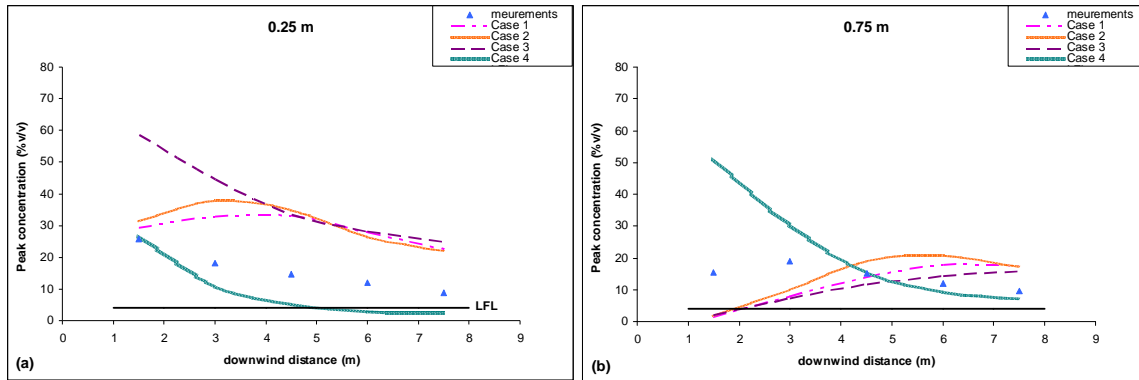 0.25 m
meurements
Case 1
Case 2
Case 3
Case 4
80
70
60
50
40
30
20
10
0
Peak concentration (%v/v)
LFL
0 1 2 3 4 5 6 7 8 9
downwind distance (m)
(a)
0.75 m
meurements
Case 1
Case 2
Case 3
Case 4
80
70
60
50
40
30
20
10
0
Peak concentration (%v/v)
0 1 2 3 4 5 6 7 8 9
downwind distance (m)
(b)